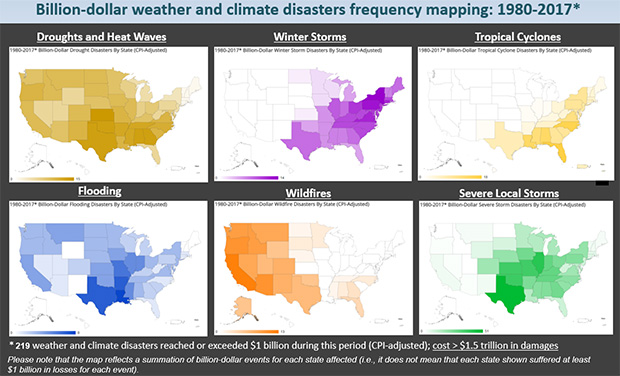 Billion-dollar weather and climate disasters frequency mapping: 1980-2017*
Droughts and Heat Waves
Winter Storms
Tropical Cyclones
1980-2017* Billion-Dollar Drought Disasters By State (CPI-Adjusted)
1980-2017* Billion-Dollar Winter Storm Disasters By State (CPI-Adjusted)
1980-2017* Billion-Dollar Tropical Cyclone Disasters By State (CPI-Adjusted)
Flooding
Wildfires
Severe Local Storms
1980-2017* Billion-Dollar Flooding Disasters By State (CPI-Adjusted)
1980-2017* Billion-Dollar Wildfire Disasters By State (CPI-Adjusted)
1980-2017* Billion-Dollar Severe Storm Disasters By State (CPI-Adjusted)
* 219 weather and climate disasters reached or exceeded $1 billion during this period (CPI-adjusted); cost > $1.5 trillion in damages
Please note that the map reflects a summation of billion-dollar events for each state affected (i.e., it does not mean that each state shown suffered at least
$1 billion in losses for each event).